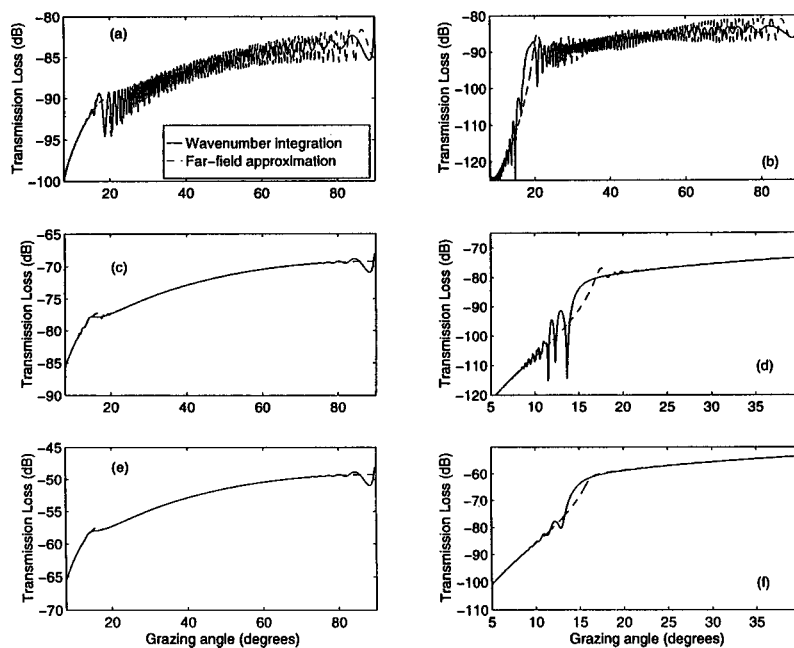 (a)
Transmission Loss (dB)
−80
−85
−90
−95
−100
20 40 60 80
Wavenumber integration
Far−field approximation
(b)
Transmission Loss (dB)
−80
−90
−100
−110
−120
20 40 60 80
(c)
Transmission Loss (dB)
−65
−70
−75
−80
−85
−90
20 40 60 80
(d)
Transmission Loss (dB)
−70
−80
−90
−100
−110
−120
5 10 15 20 25 30 35
(e)
Transmission Loss (dB)
−45
−50
−55
−60
−65
−70
20 40 60 80
Grazing angle (degrees)
(f)
Transmission Loss (dB)
−60
−70
−80
−90
−100
−110
5 10 15 20 25 30 35
Grazing angle (degrees)